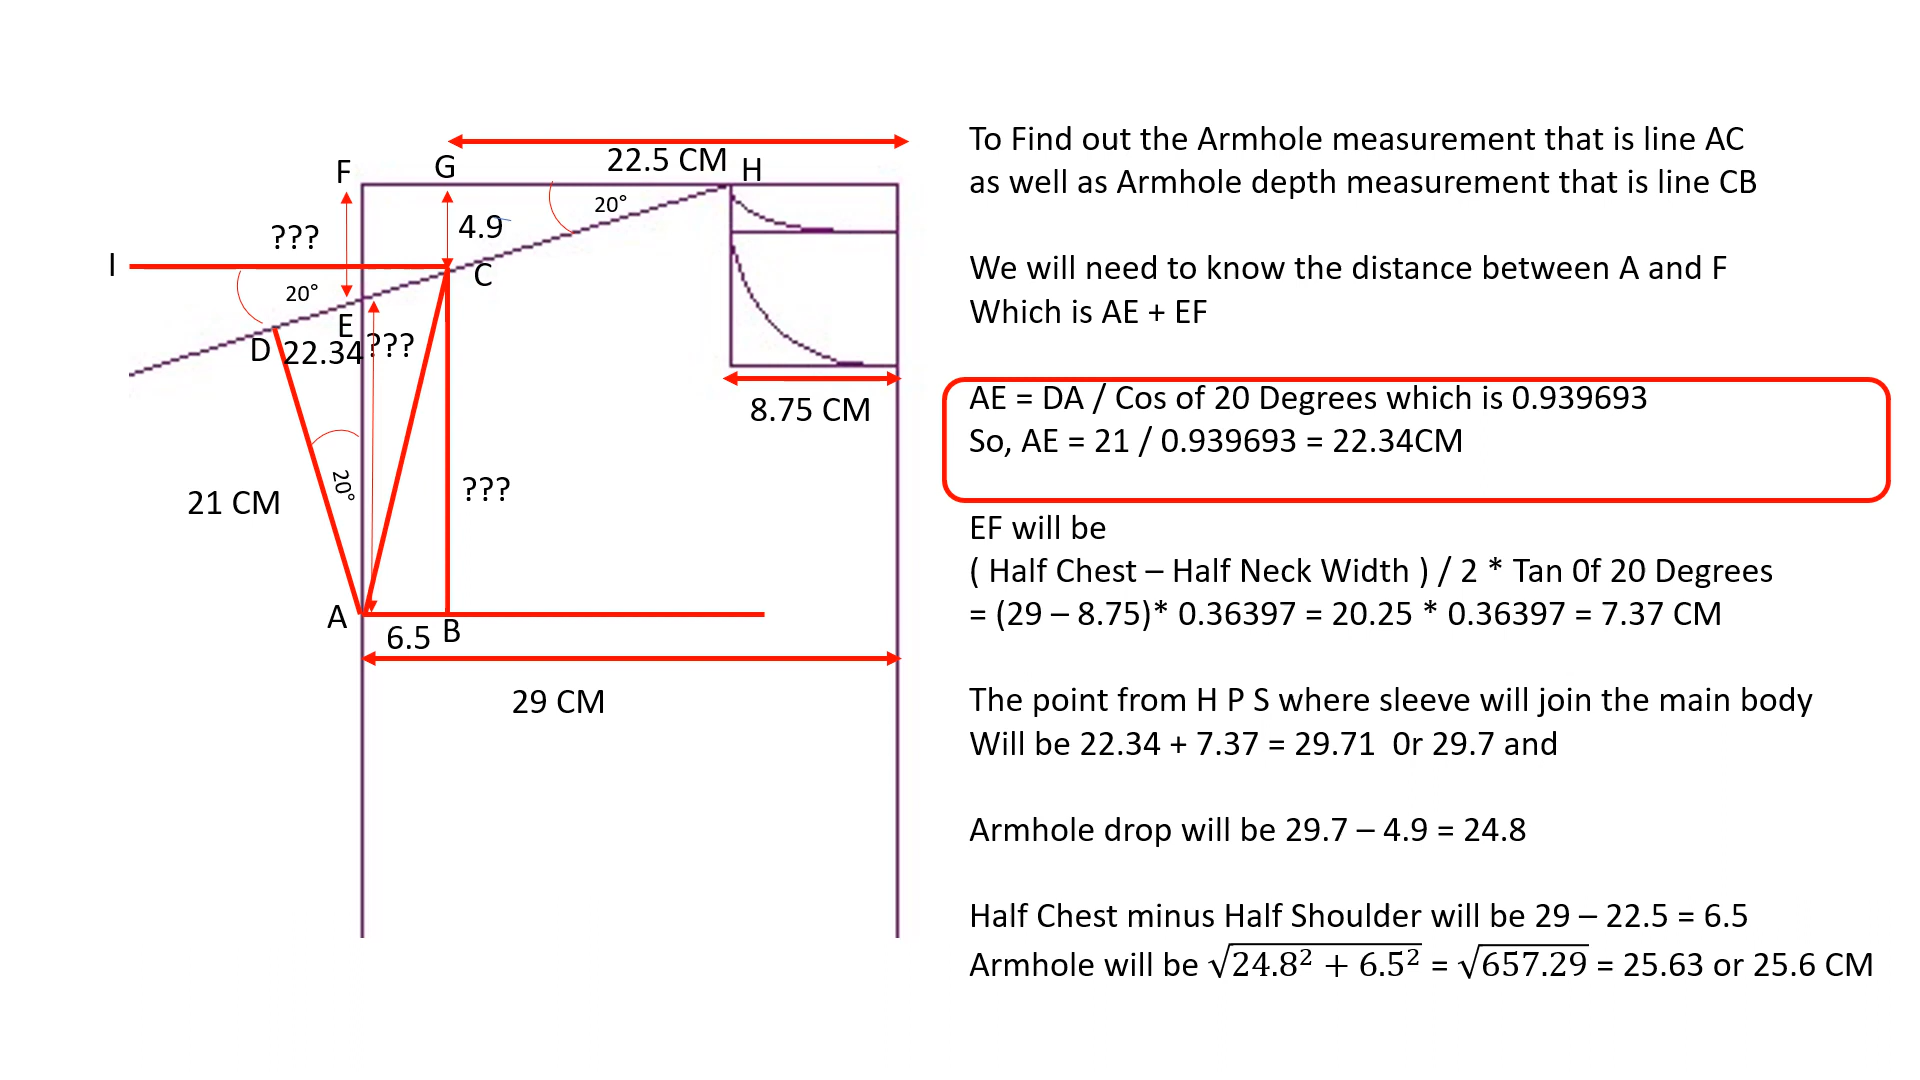 22.5 CM
F
G
H
20°
4.9
???
I
C
20°
E
D
22.34
???
8.75 CM
20°
21 CM
???
A
6.5
B
29 CM
To Find out the Armhole measurement that is line AC
as well as Armhole depth measurement that is line CB
We will need to know the distance between A and F
Which is AE + EF
AE = DA / Cos of 20 Degrees which is 0.939693
So, AE = 21 / 0.939693 = 22.34CM
EF will be
( Half Chest – Half Neck Width ) / 2 * Tan 0f 20 Degrees
= (29 – 8.75)* 0.36397 = 20.25 * 0.36397 = 7.37 CM
The point from H P S where sleeve will join the main body
Will be 22.34 + 7.37 = 29.71  0r 29.7 and
Armhole drop will be 29.7 – 4.9 = 24.8
Half Chest minus Half Shoulder will be 29 – 22.5 = 6.5
Armhole will be √24.8² + 6.5² = √657.29 = 25.63 or 25.6 CM